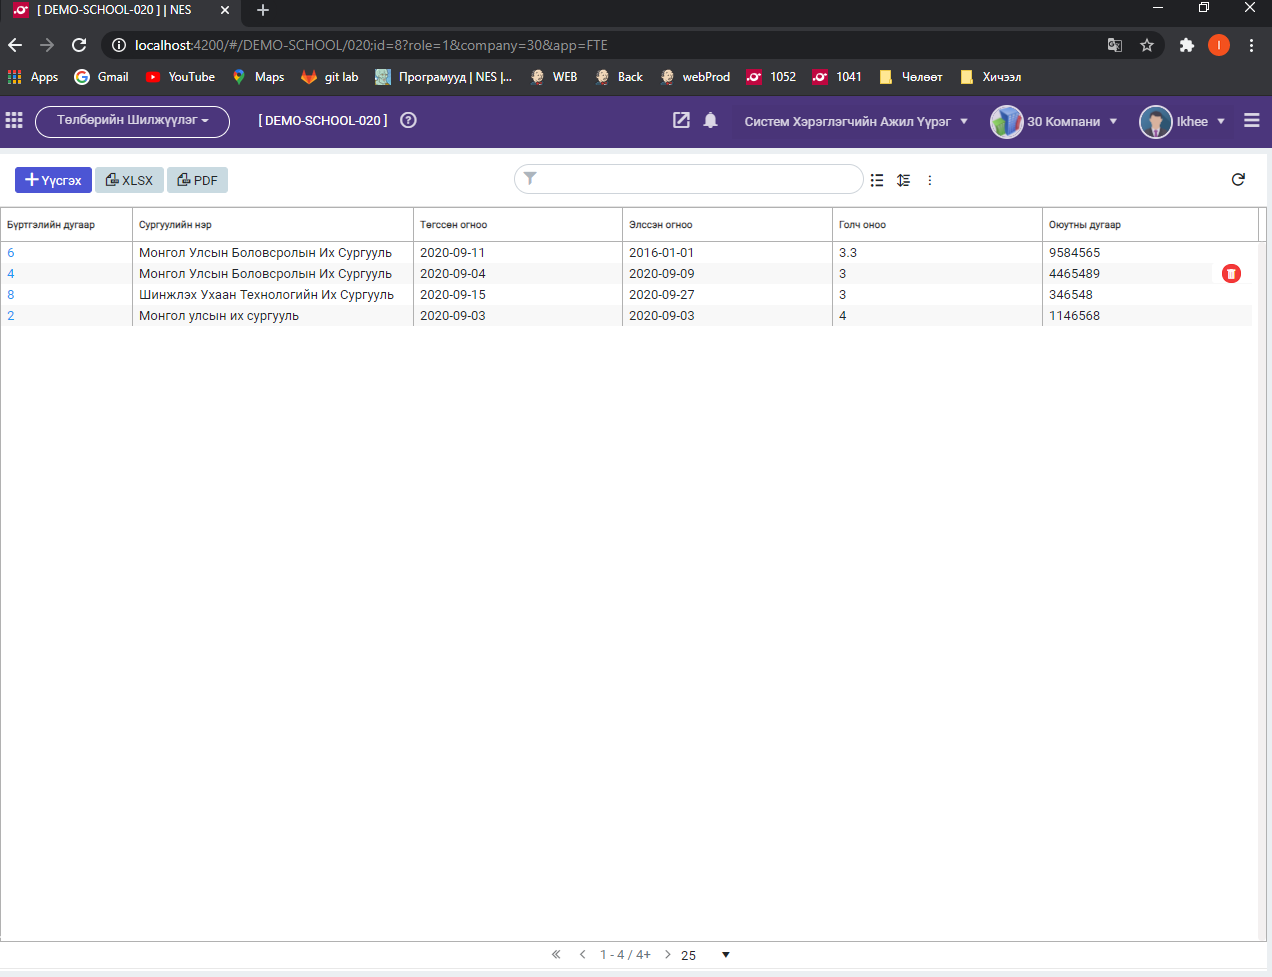 [ DEMO-SCHOOL-020 ] | NES
localhost:4200/#/DEMO-SCHOOL/020;id=8?role=1&company=30&app=FTE
Apps Gmail YouTube Maps git lab Програмууд | NES |... WEB Back webProd 1052 1041 Чөлөөт Хичээл
Төлбөрийн Шилжүүлэг [ DEMO-SCHOOL-020 ] Систем Хэрэглэгчийн Ажил Үүрэг 30 Компани Ikhee
Үүсгэх XLSX PDF
Бүртгэлийн дугаар Сургуулийн нэр Төгссөн огноо Элссэн огноо Голч оноо Оюутны дугаар
6 Монгол Улсын Боловсролын Их Сургууль 2020-09-11 2016-01-01 3.3 9584565
4 Монгол Улсын Боловсролын Их Сургууль 2020-09-04 2020-09-09 3 4465489
8 Шинжлэх Ухаан Технологийн Их Сургууль 2020-09-15 2020-09-27 3 346548
2 Монгол улсын их сургууль 2020-09-03 2020-09-03 4 1146568
1 - 4 / 4+ 25